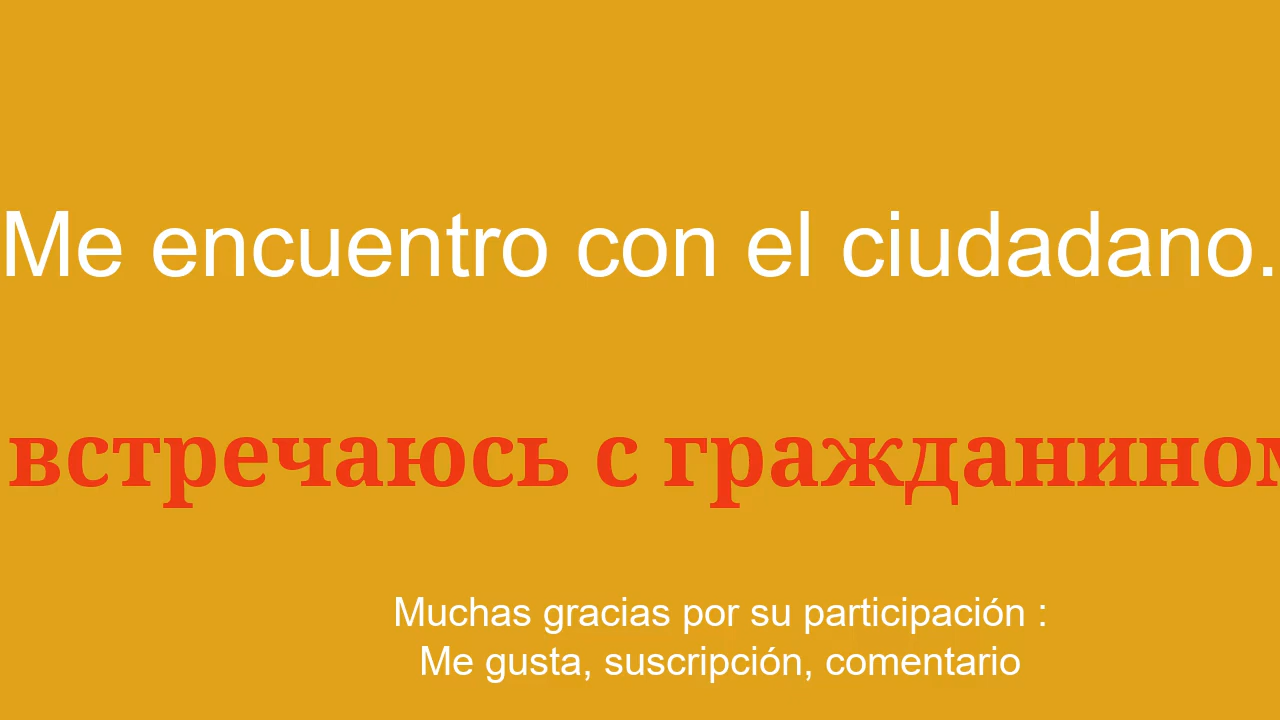 Me encuentro con el ciudadano.
встречаюсь с гражданином
Muchas gracias por su participación :
Me gusta, suscripción, comentario